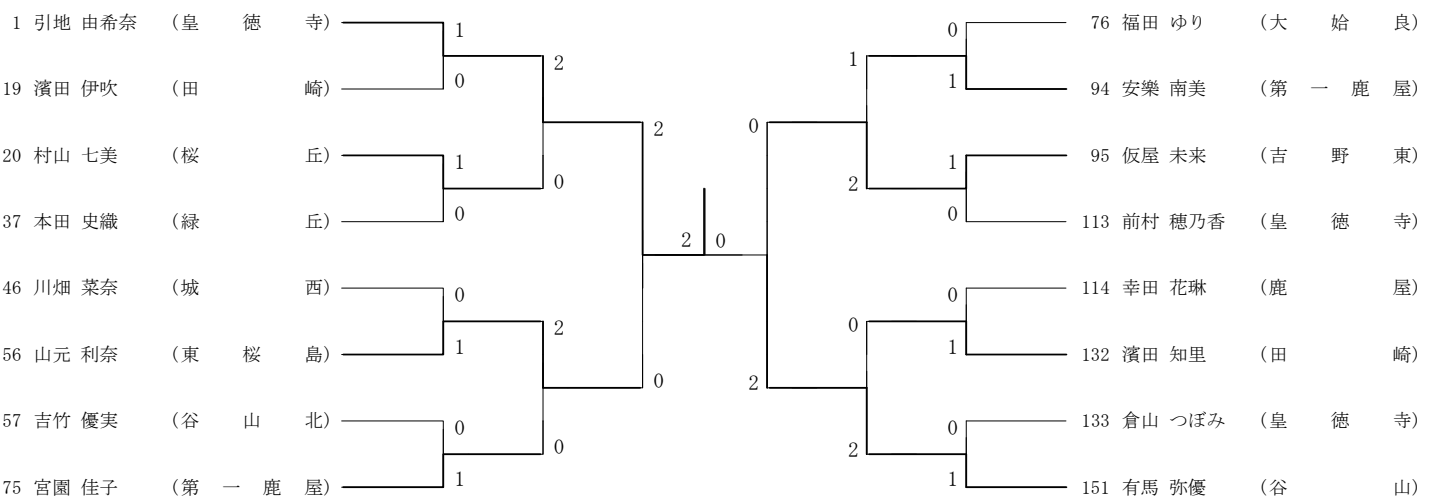 1 引地 由希奈 （皇 徳 寺）
1
0
2
19 濱田 伊吹 （田 崎）
20 村山 七美 （桜 丘）
1
0
0
37 本田 史織 （緑 丘）
2
46 川畑 菜奈 （城 西）
0
1
2
56 山元 利奈 （東 桜 島）
57 吉竹 優実 （谷 山 北）
0
1
0
75 宮園 佳子 （第 一 鹿 屋）
0
2 0
76 福田 ゆり （大 姶 良）
0
1
1
94 安樂 南美 （第 一 鹿 屋）
95 仮屋 未来 （吉 野 東）
1
0
2
113 前村 穂乃香 （皇 徳 寺）
0
114 幸田 花琳 （鹿 屋）
0
1
0
132 濱田 知里 （田 崎）
133 倉山 つぼみ （皇 徳 寺）
0
1
2
151 有馬 弥優 （谷 山）
2